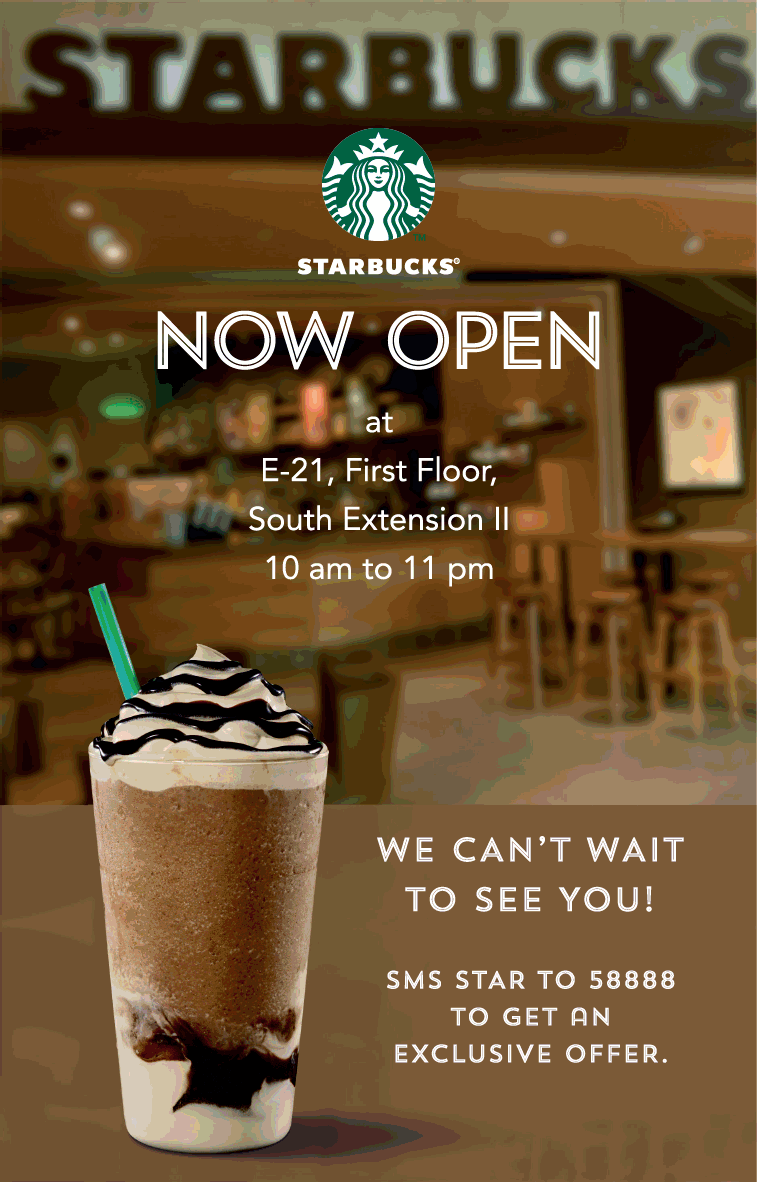 STARBUCKS
TM
STARBUCKS®
NOW OPEN
at
E-21, First Floor,
South Extension II
10 am to 11 pm
WE CAN'T WAIT
TO SEE YOU!
SMS STAR TO 58888
TO GET AN
EXCLUSIVE OFFER.